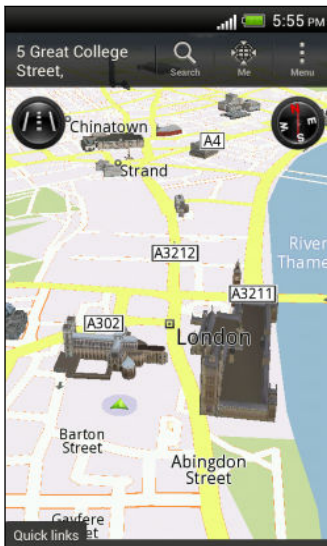 5:55 PM
5 Great College
Street,
Search
Me
Menu
Chinatown
A4
Strand
A3212
River
Thame
A3211
A302
London
Barton
Street
Abingdon
Street
Gayfere
et
Quick links